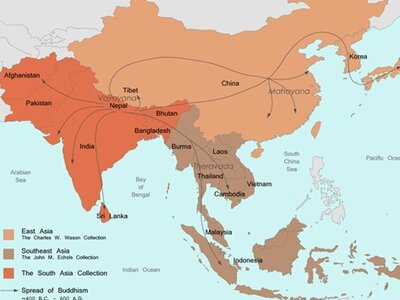 Korea
Afghanistan
Tibet
China
Vajrayana
Mahayana
Pakistan
Nepal
Bhutan
Bangladesh
India
Burma
Laos
Theravada
Thailand
Arabian
Sea
Bay
of
Bengal
South
China
Sea
Pacific Ocean
Vietnam
Cambodia
Sri Lanka
Malaysia
Indonesia
Indian Ocean
East Asia
The Charles W. Wason Collection
Southeast Asia
The John M. Echols Collection
The South Asia Collection
Spread of Buddhism
~400 B.C. - 600 A.D.